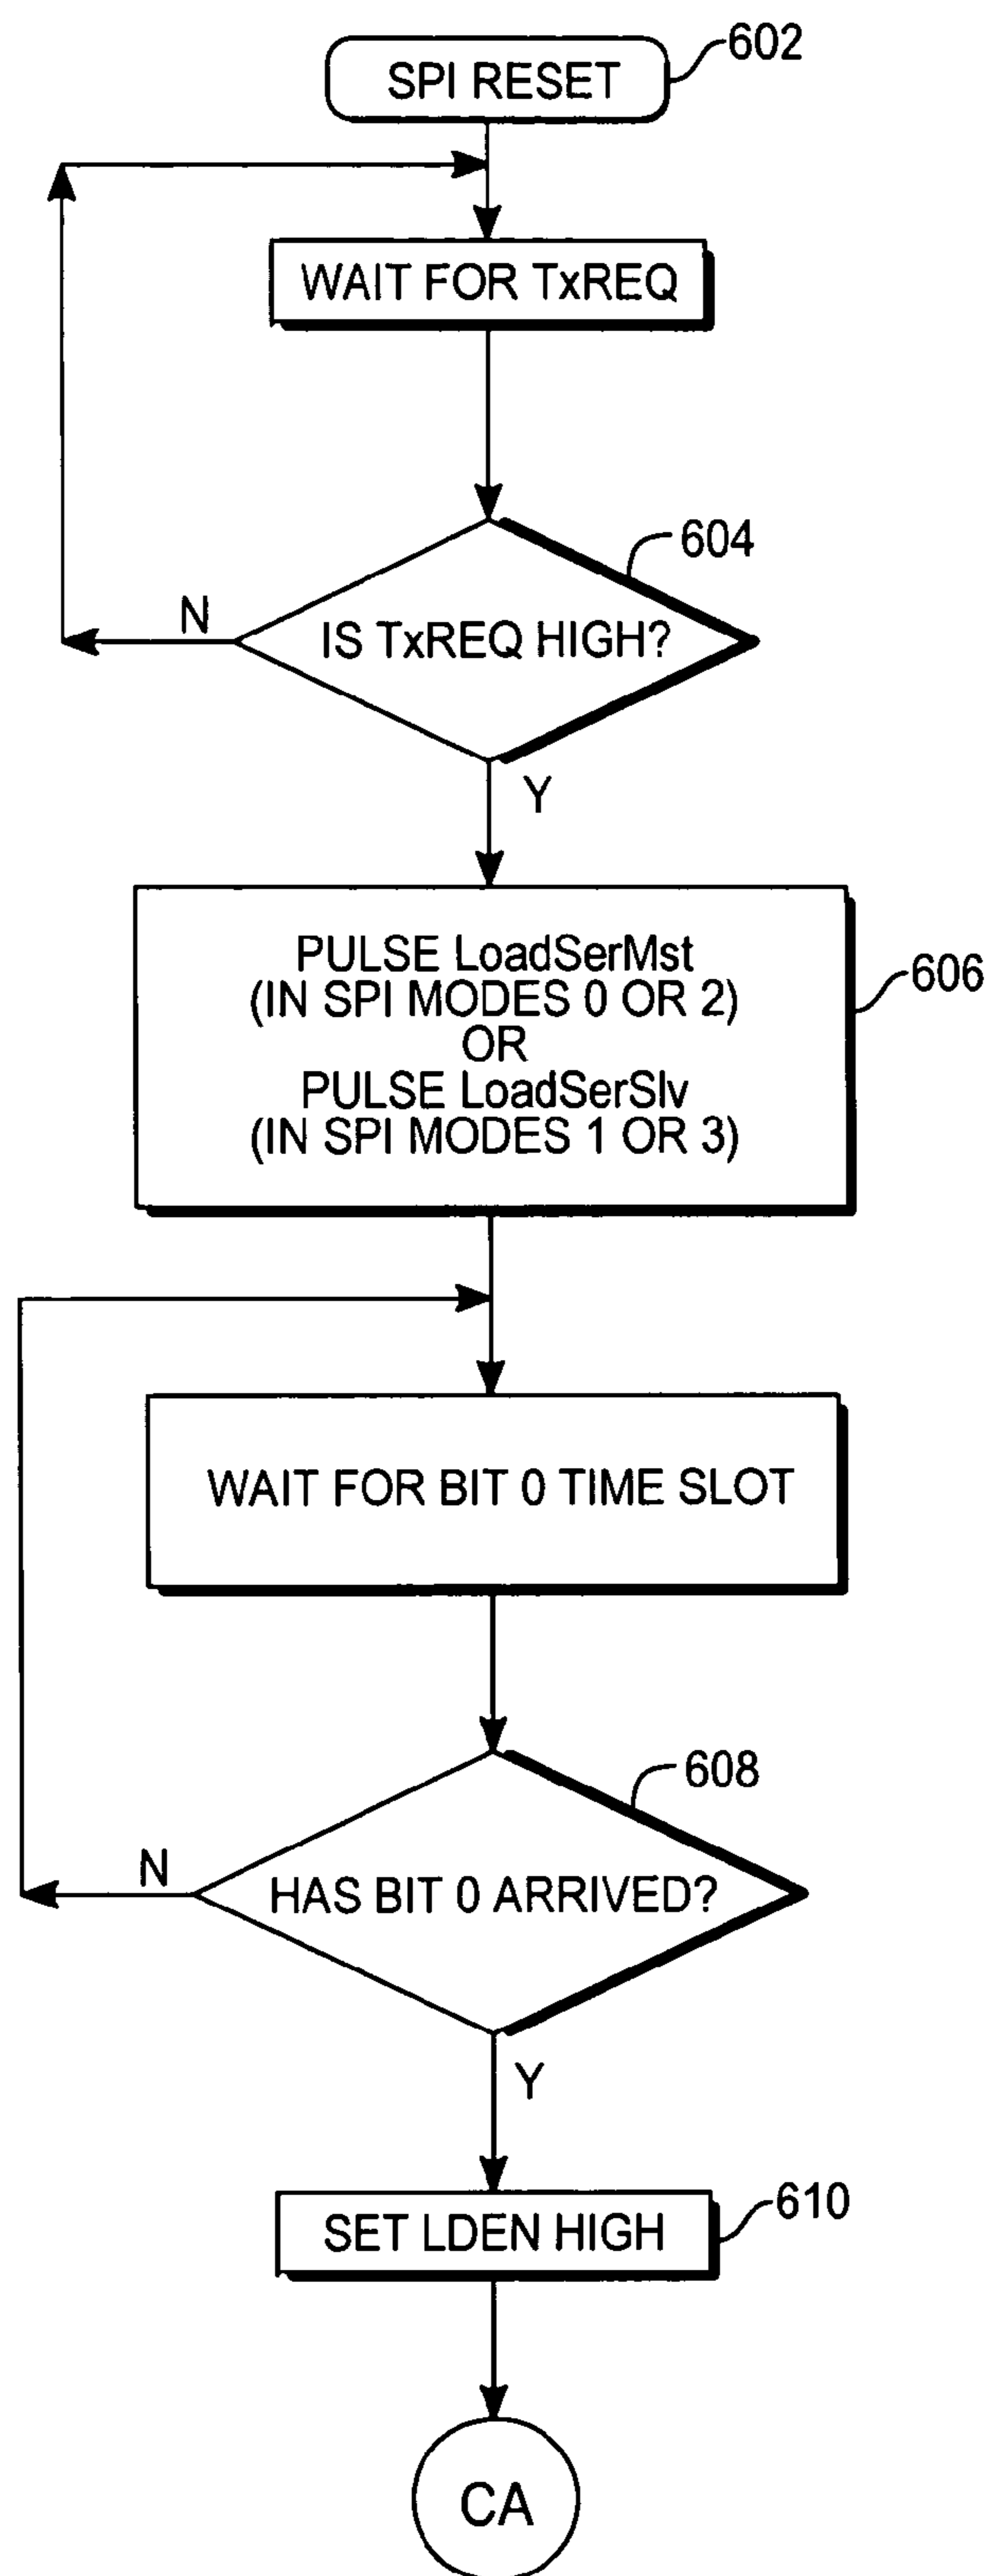 SPI RESET
602
WAIT FOR TxREQ
604
IS TxREQ HIGH?
N
Y
PULSE LoadSerMst
(IN SPI MODES 0 OR 2)
OR
PULSE LoadSerSlv
(IN SPI MODES 1 OR 3)
606
WAIT FOR BIT 0 TIME SLOT
608
HAS BIT 0 ARRIVED?
N
Y
SET LDEN HIGH
610
CA